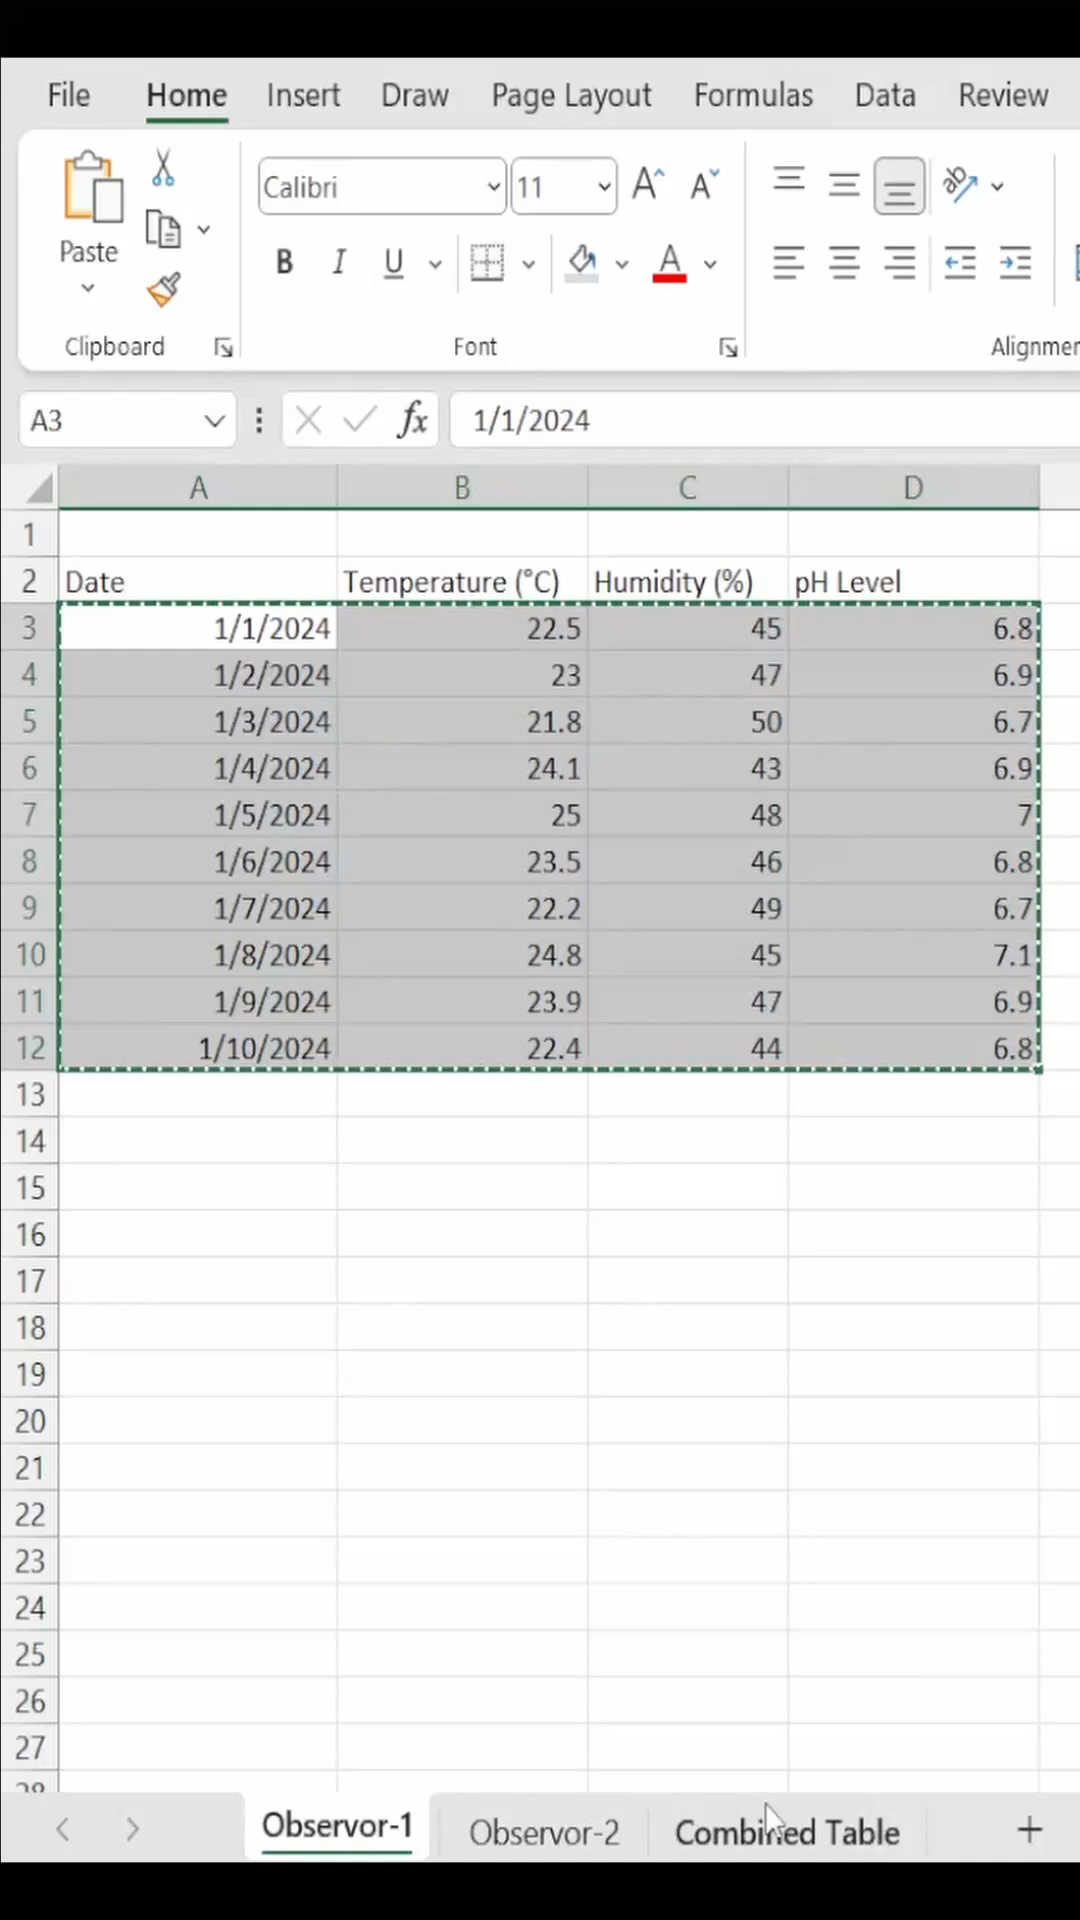 File Home Insert Draw Page Layout Formulas Data Review
Calibri 11 A A ab
Paste
B I U A
Clipboard Font
A3 fx 1/1/2024
A B C D
1
2 Date Temperature (°C) Humidity (%) pH Level
3 1/1/2024 22.5 45 6.8
4 1/2/2024 23 47 6.9
5 1/3/2024 21.8 50 6.7
6 1/4/2024 24.1 43 6.9
7 1/5/2024 25 48 7
8 1/6/2024 23.5 46 6.8
9 1/7/2024 22.2 49 6.7
10 1/8/2024 24.8 45 7.1
11 1/9/2024 23.9 47 6.9
12 1/10/2024 22.4 44 6.8
13
14
15
16
17
18
19
20
21
22
23
24
25
26
27
Observor-1 Observor-2 Combined Table